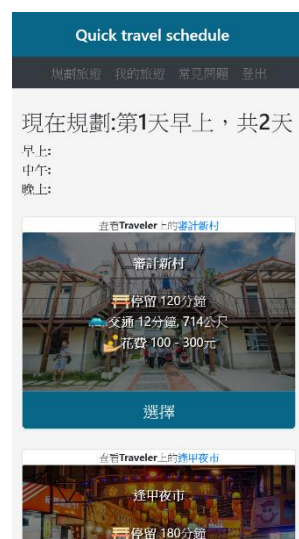 Quick travel schedule
規劃旅遊 我的旅遊 常見問題 登出
現在規劃:第1天早上，共2天
早上:
中午:
晚上:
查看Traveler上的審計新村
審計新村
停留 120分鐘
交通 12分鐘, 714公尺
花費 100 - 300元
選擇
查看Traveler上的逢甲夜市
逢甲夜市
停留 180分鐘